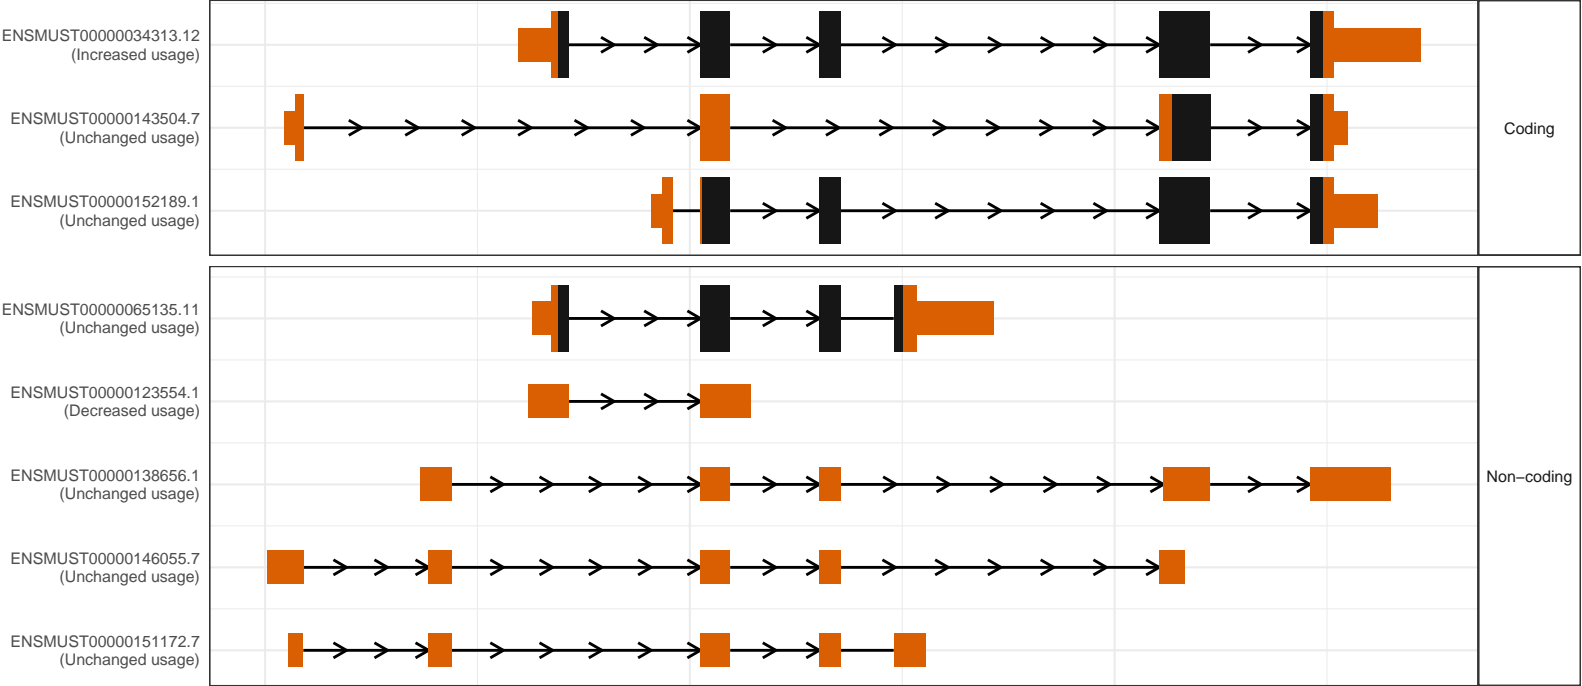 ENSMUST00000034313.12
(Increased usage)
ENSMUST00000143504.7
(Unchanged usage)
ENSMUST00000152189.1
(Unchanged usage)
Coding
ENSMUST00000065135.11
(Unchanged usage)
ENSMUST00000123554.1
(Decreased usage)
ENSMUST00000138656.1
(Unchanged usage)
ENSMUST00000146055.7
(Unchanged usage)
ENSMUST00000151172.7
(Unchanged usage)
Non−coding